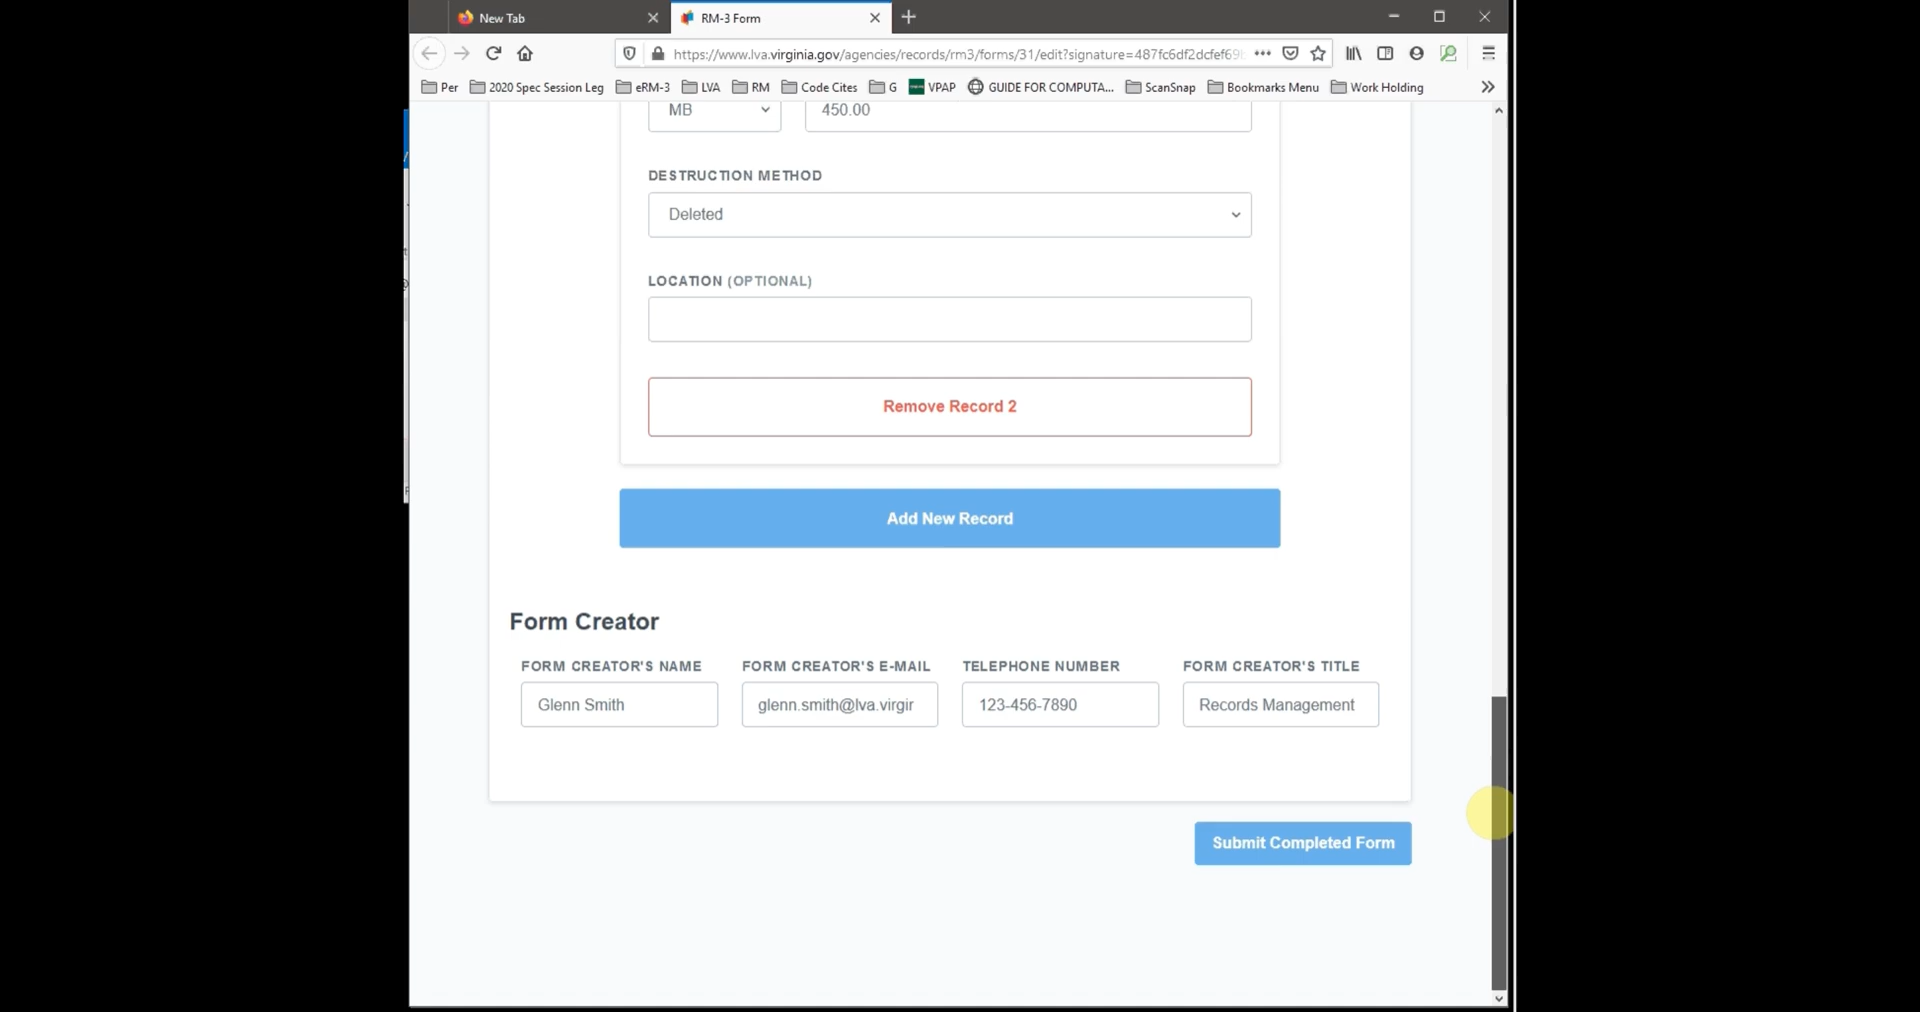 New Tab
RM-3 Form
https://www.lva.virginia.gov/agencies/records/rm3/forms/31/edit?signature=487fc6df2dcfef69
Per
2020 Spec Session Leg
eRM-3
LVA
RM
Code Cites
G
VPAP
GUIDE FOR COMPUTA...
ScanSnap
Bookmarks Menu
Work Holding
MB
450.00
DESTRUCTION METHOD
Deleted
LOCATION (OPTIONAL)
Remove Record 2
Add New Record
Form Creator
FORM CREATOR'S NAME
FORM CREATOR'S E-MAIL
TELEPHONE NUMBER
FORM CREATOR'S TITLE
Glenn Smith
glenn.smith@lva.virgir
123-456-7890
Records Management
Submit Completed Form